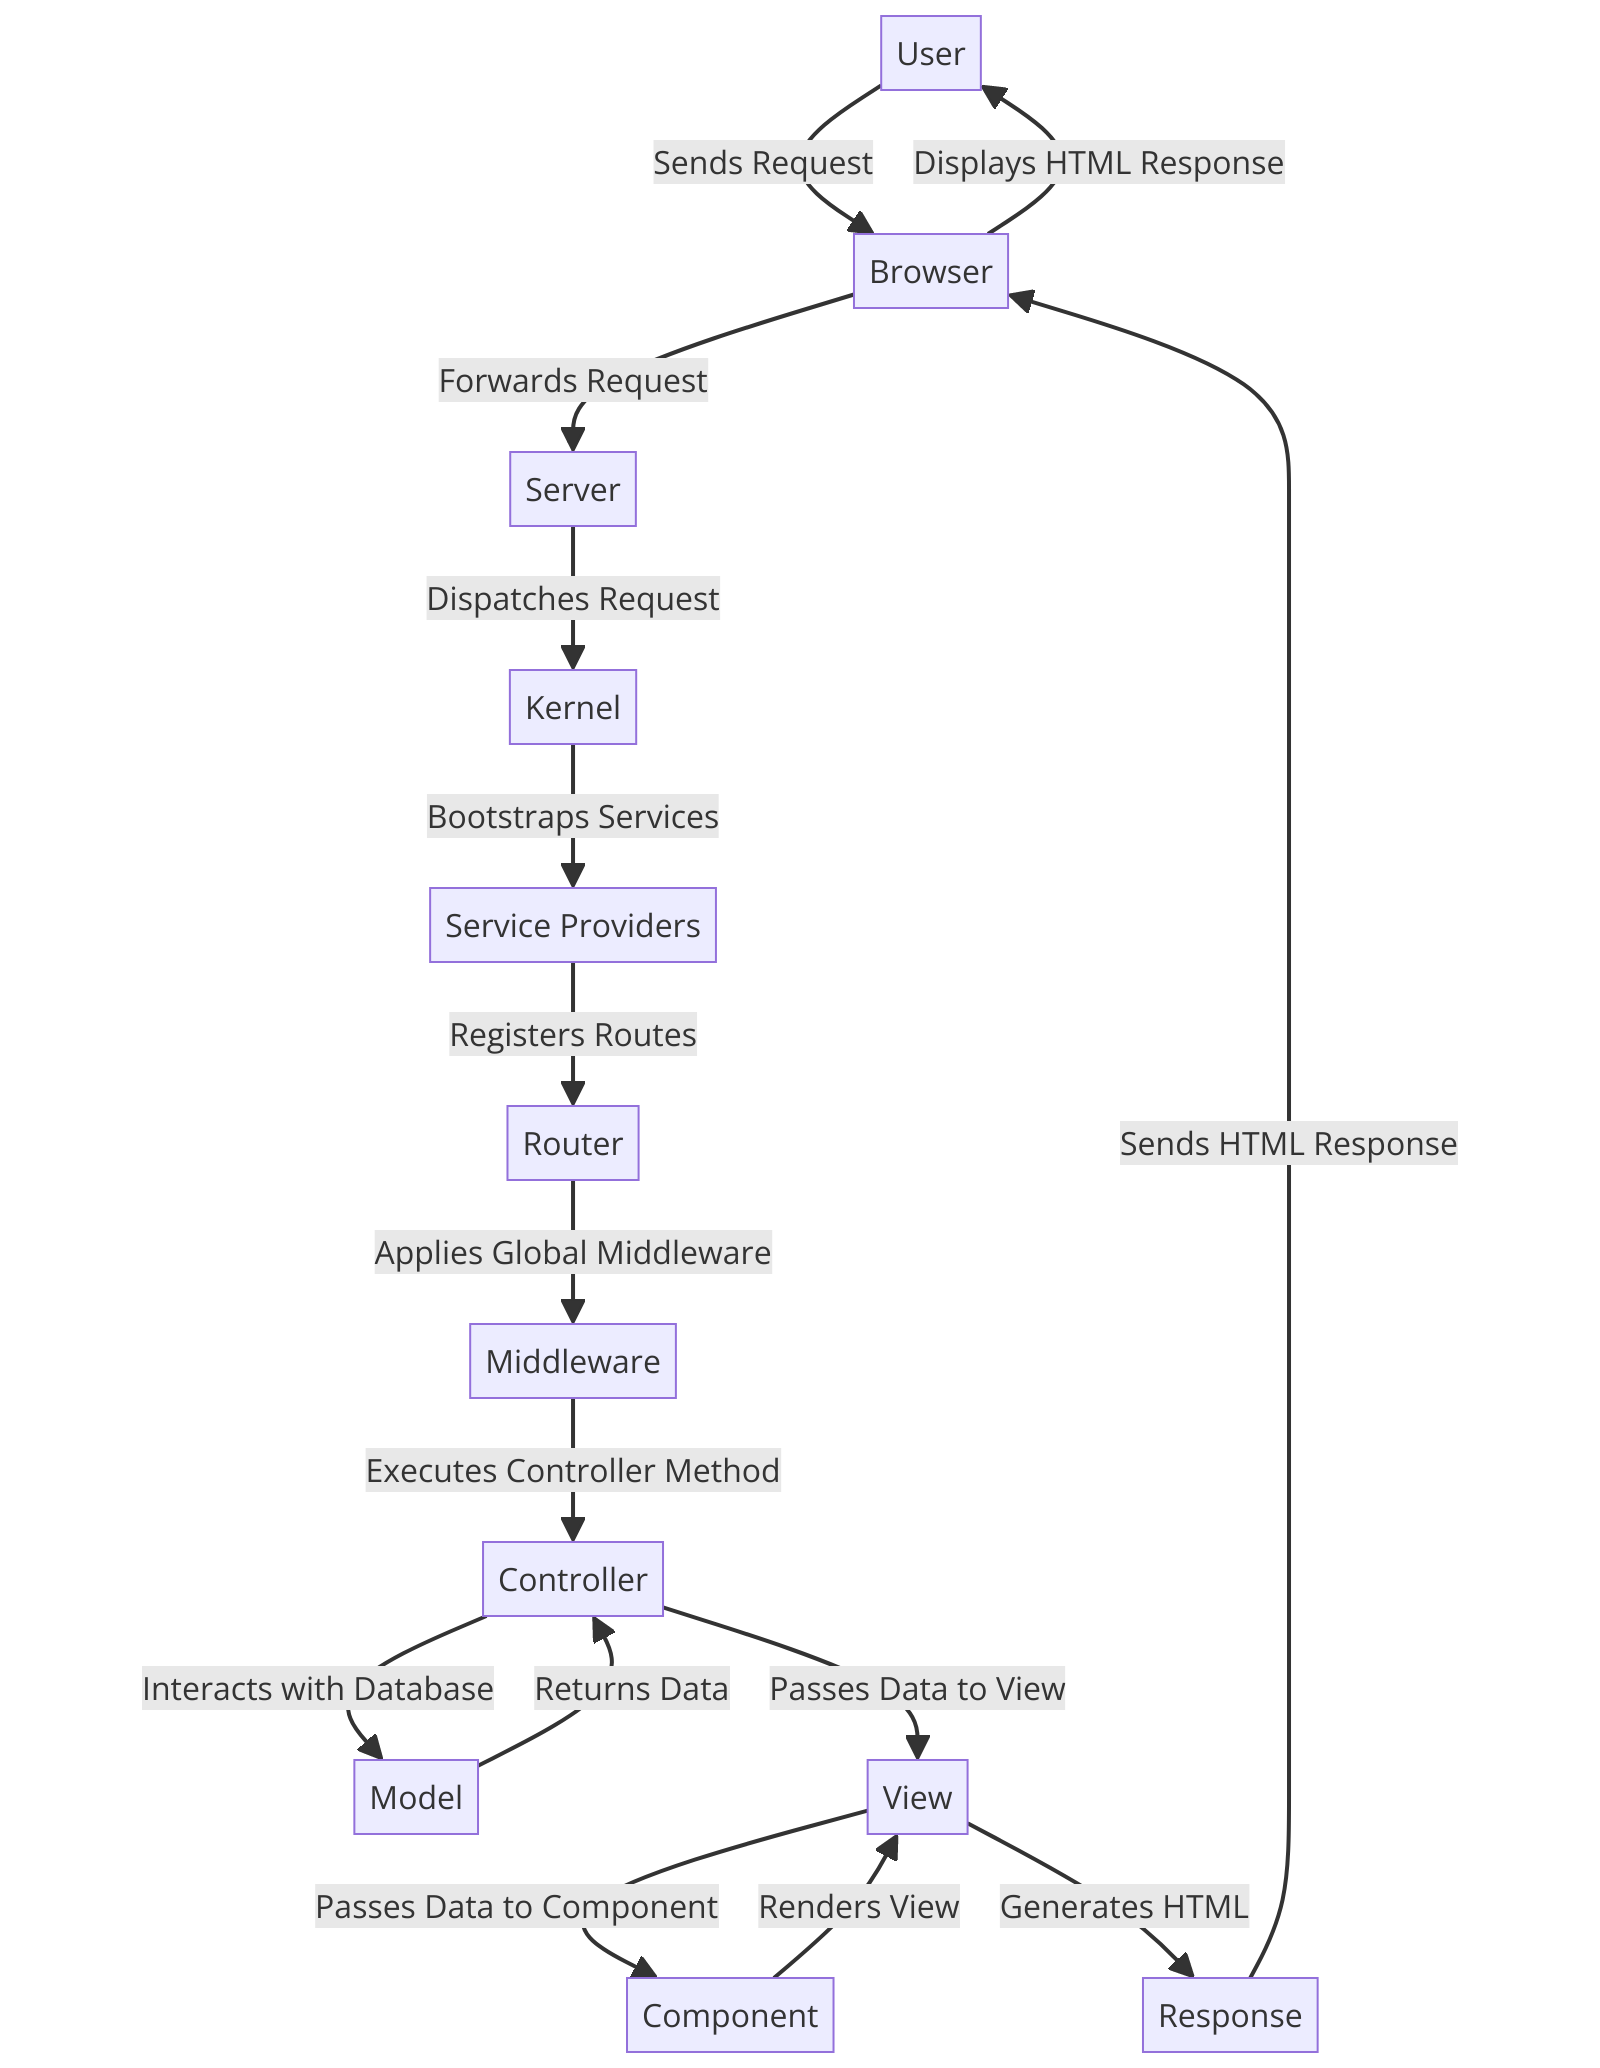 User
Sends Request
Displays HTML Response
Browser
Forwards Request
Server
Dispatches Request
Kernel
Bootstraps Services
Service Providers
Registers Routes
Router
Sends HTML Response
Applies Global Middleware
Middleware
Executes Controller Method
Controller
Interacts with Database
Returns Data
Passes Data to View
Model
View
Passes Data to Component
Renders View
Generates HTML
Component
Response